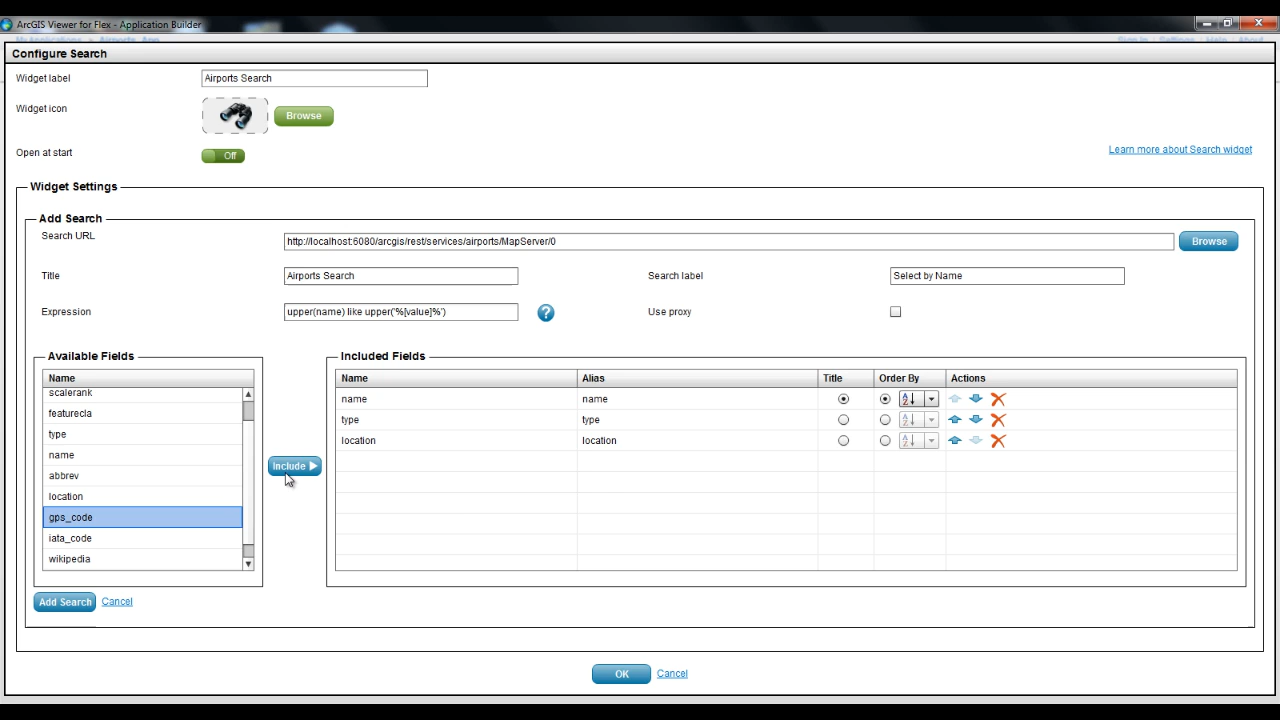 ArcGIS Viewer for Flex - Application Builder
Configure Search
Widget label
Airports Search
Widget icon
Browse
Open at start
Off
Learn more about Search widget
Widget Settings
Add Search
Search URL
http://localhost:6080/arcgis/rest/services/airports/MapServer/0
Browse
Title
Airports Search
Search label
Select by Name
Expression
upper(name) like upper('%[value]%')
?
Use proxy
Available Fields
Name
scalerank
featurecla
type
name
abbrev
location
gps_code
iata_code
wikipedia
Include
Included Fields
Name Alias Title Order By Actions
name name
type type
location location
Add Search Cancel
OK Cancel